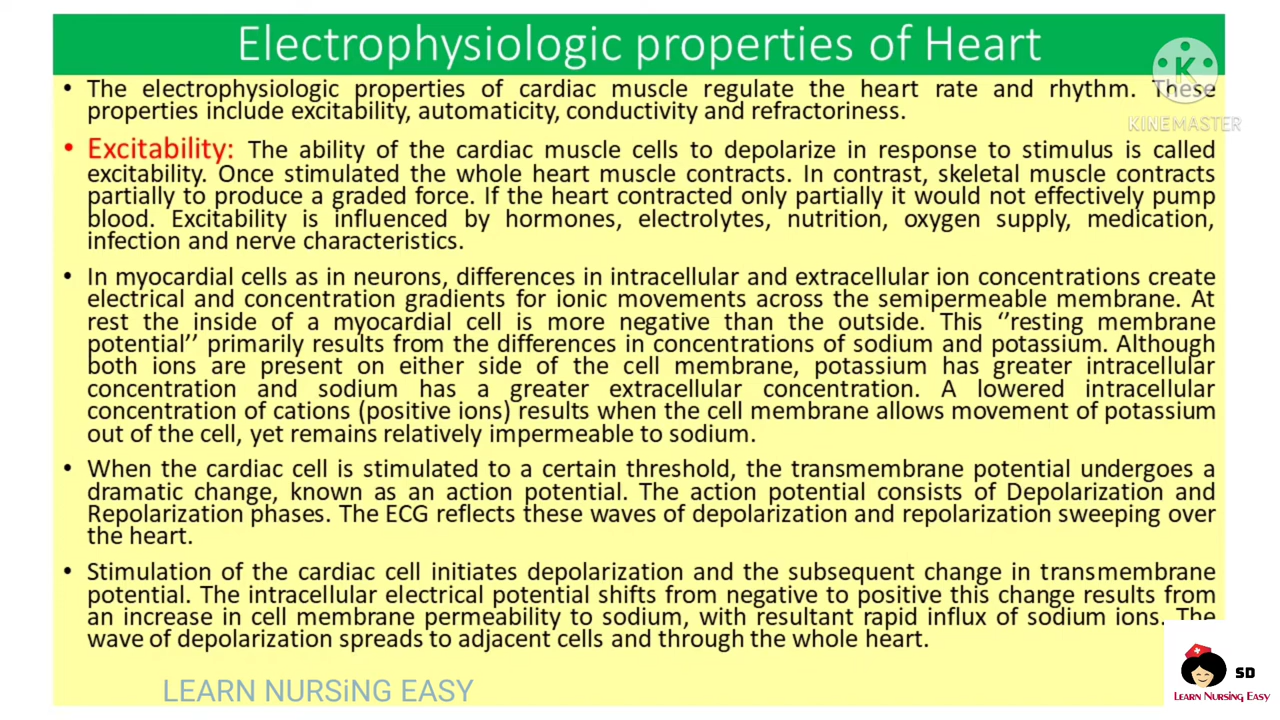 Electrophysiologic properties of Heart
• The electrophysiologic properties of cardiac muscle regulate the heart rate and rhythm. These
properties include excitability, automaticity, conductivity and refractoriness.
• Excitability: The ability of the cardiac muscle cells to depolarize in response to stimulus is called
excitability. Once stimulated the whole heart muscle contracts. In contrast, skeletal muscle contracts
partially to produce a graded force. If the heart contracted only partially it would not effectively pump
blood. Excitability is influenced by hormones, electrolytes, nutrition, oxygen supply, medication,
infection and nerve characteristics.
• In myocardial cells as in neurons, differences in intracellular and extracellular ion concentrations create
electrical and concentration gradients for ionic movements across the semipermeable membrane. At
rest the inside of a myocardial cell is more negative than the outside. This ‘’resting membrane
potential’’ primarily results from the differences in concentrations of sodium and potassium. Although
both ions are present on either side of the cell membrane, potassium has greater intracellular
concentration and sodium has a greater extracellular concentration. A lowered intracellular
concentration of cations (positive ions) results when the cell membrane allows movement of potassium
out of the cell, yet remains relatively impermeable to sodium.
• When the cardiac cell is stimulated to a certain threshold, the transmembrane potential undergoes a
dramatic change, known as an action potential. The action potential consists of Depolarization and
Repolarization phases. The ECG reflects these waves of depolarization and repolarization sweeping over
the heart.
• Stimulation of the cardiac cell initiates depolarization and the subsequent change in transmembrane
potential. The intracellular electrical potential shifts from negative to positive this change results from
an increase in cell membrane permeability to sodium, with resultant rapid influx of sodium ions. The
wave of depolarization spreads to adjacent cells and through the whole heart.
LEARN NURSiNG EASY
K
KINEMASTER
SD
LEARN NURSING EASY